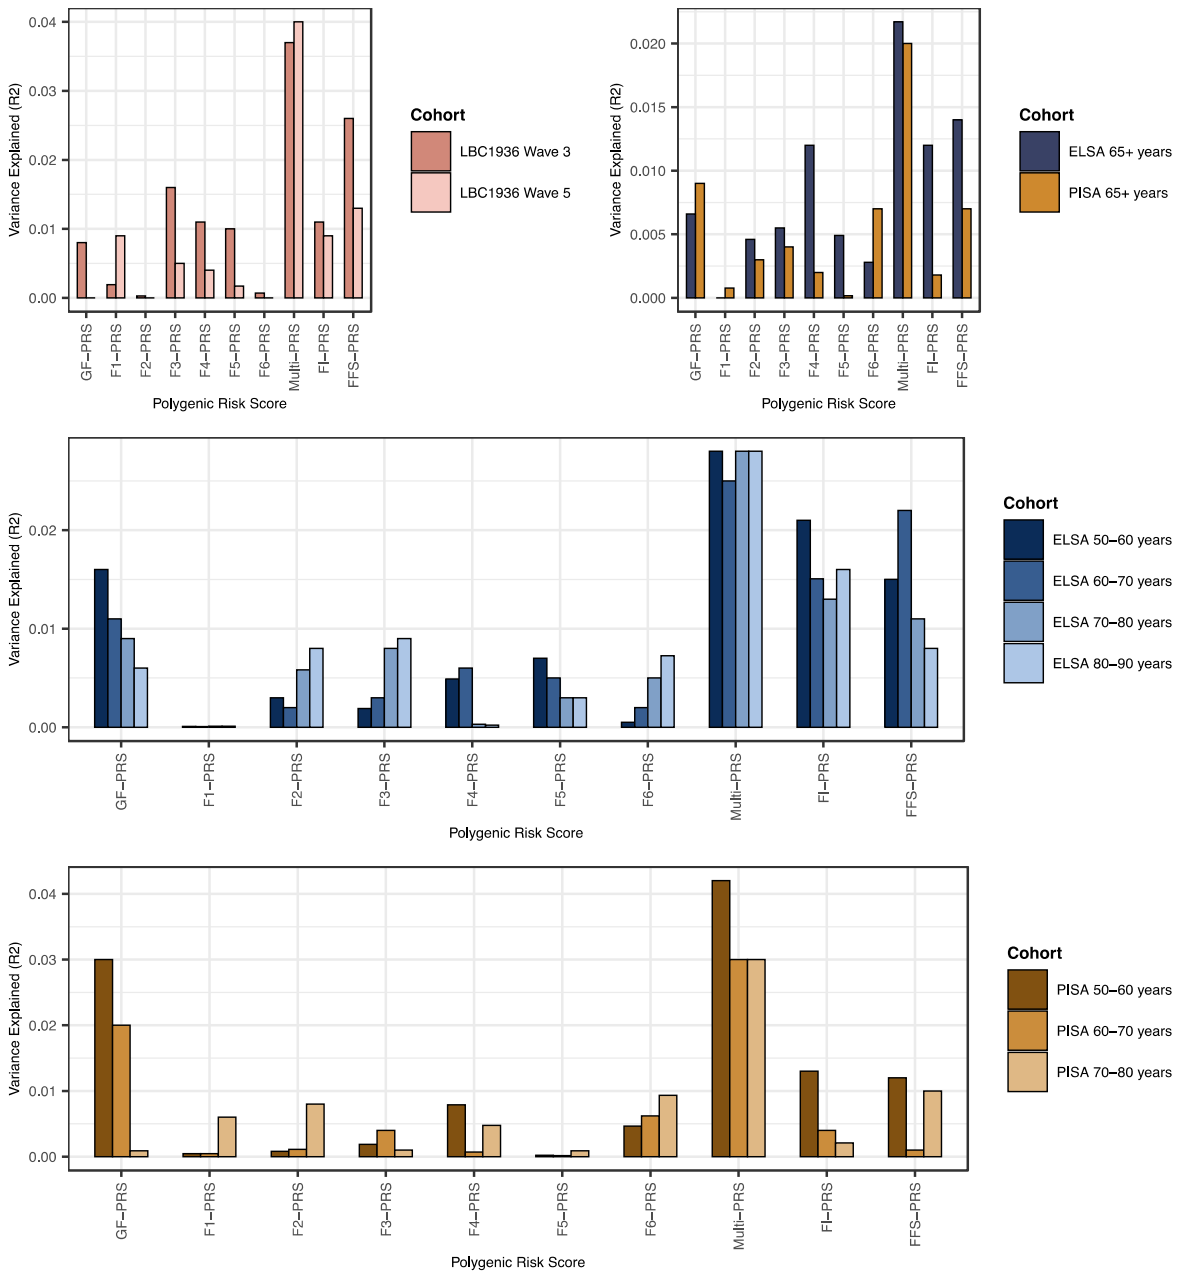 Variance Explained (R2)
0.04
0.03
0.02
0.01
0.00
GF−PRS
F1−PRS
F2−PRS
F3−PRS
F4−PRS
F5−PRS
F6−PRS
Multi−PRS
FI−PRS
FFS−PRS
Polygenic Risk Score
Cohort
LBC1936 Wave 3
LBC1936 Wave 5
Variance Explained (R2)
0.020
0.015
0.010
0.005
0.000
GF−PRS
F1−PRS
F2−PRS
F3−PRS
F4−PRS
F5−PRS
F6−PRS
Multi−PRS
FI−PRS
FFS−PRS
Polygenic Risk Score
Cohort
ELSA 65+ years
PISA 65+ years
Variance Explained (R2)
0.02
0.01
0.00
GF−PRS
F1−PRS
F2−PRS
F3−PRS
F4−PRS
F5−PRS
F6−PRS
Multi−PRS
FI−PRS
FFS−PRS
Polygenic Risk Score
Cohort
ELSA 50−60 years
ELSA 60−70 years
ELSA 70−80 years
ELSA 80−90 years
Variance Explained (R2)
0.04
0.03
0.02
0.01
0.00
GF−PRS
F1−PRS
F2−PRS
F3−PRS
F4−PRS
F5−PRS
F6−PRS
Multi−PRS
FI−PRS
FFS−PRS
Polygenic Risk Score
Cohort
PISA 50−60 years
PISA 60−70 years
PISA 70−80 years